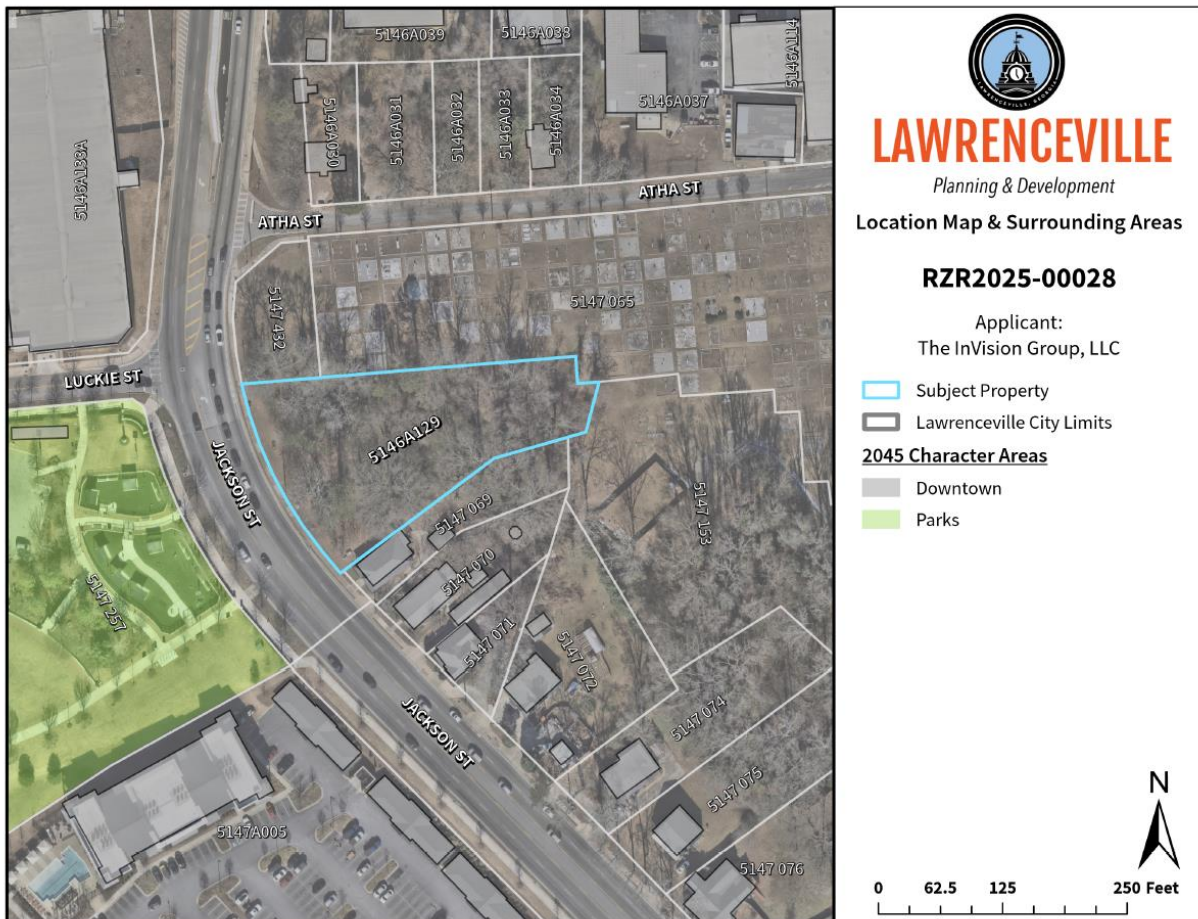 5146A039
5146A038
5146A114
5146A133A
5146A030
5146A031
5146A032
5146A033
5146A034
5146A037
ATHA ST
ATHA ST
5147 432
5147 065
LUCKIE ST
5146A129
JACKSON ST
5147 069
5147 153
5147 070
5147 257
5147 071
5147 072
5147 074
JACKSON ST
5147 075
5147A005
5147 076
LAWRENCEVILLE, GEORGIA
LAWRENCEVILLE
Planning & Development
Location Map & Surrounding Areas
RZR2025-00028
Applicant:
The InVision Group, LLC
Subject Property
Lawrenceville City Limits
2045 Character Areas
Downtown
Parks
N
0 62.5 125 250 Feet